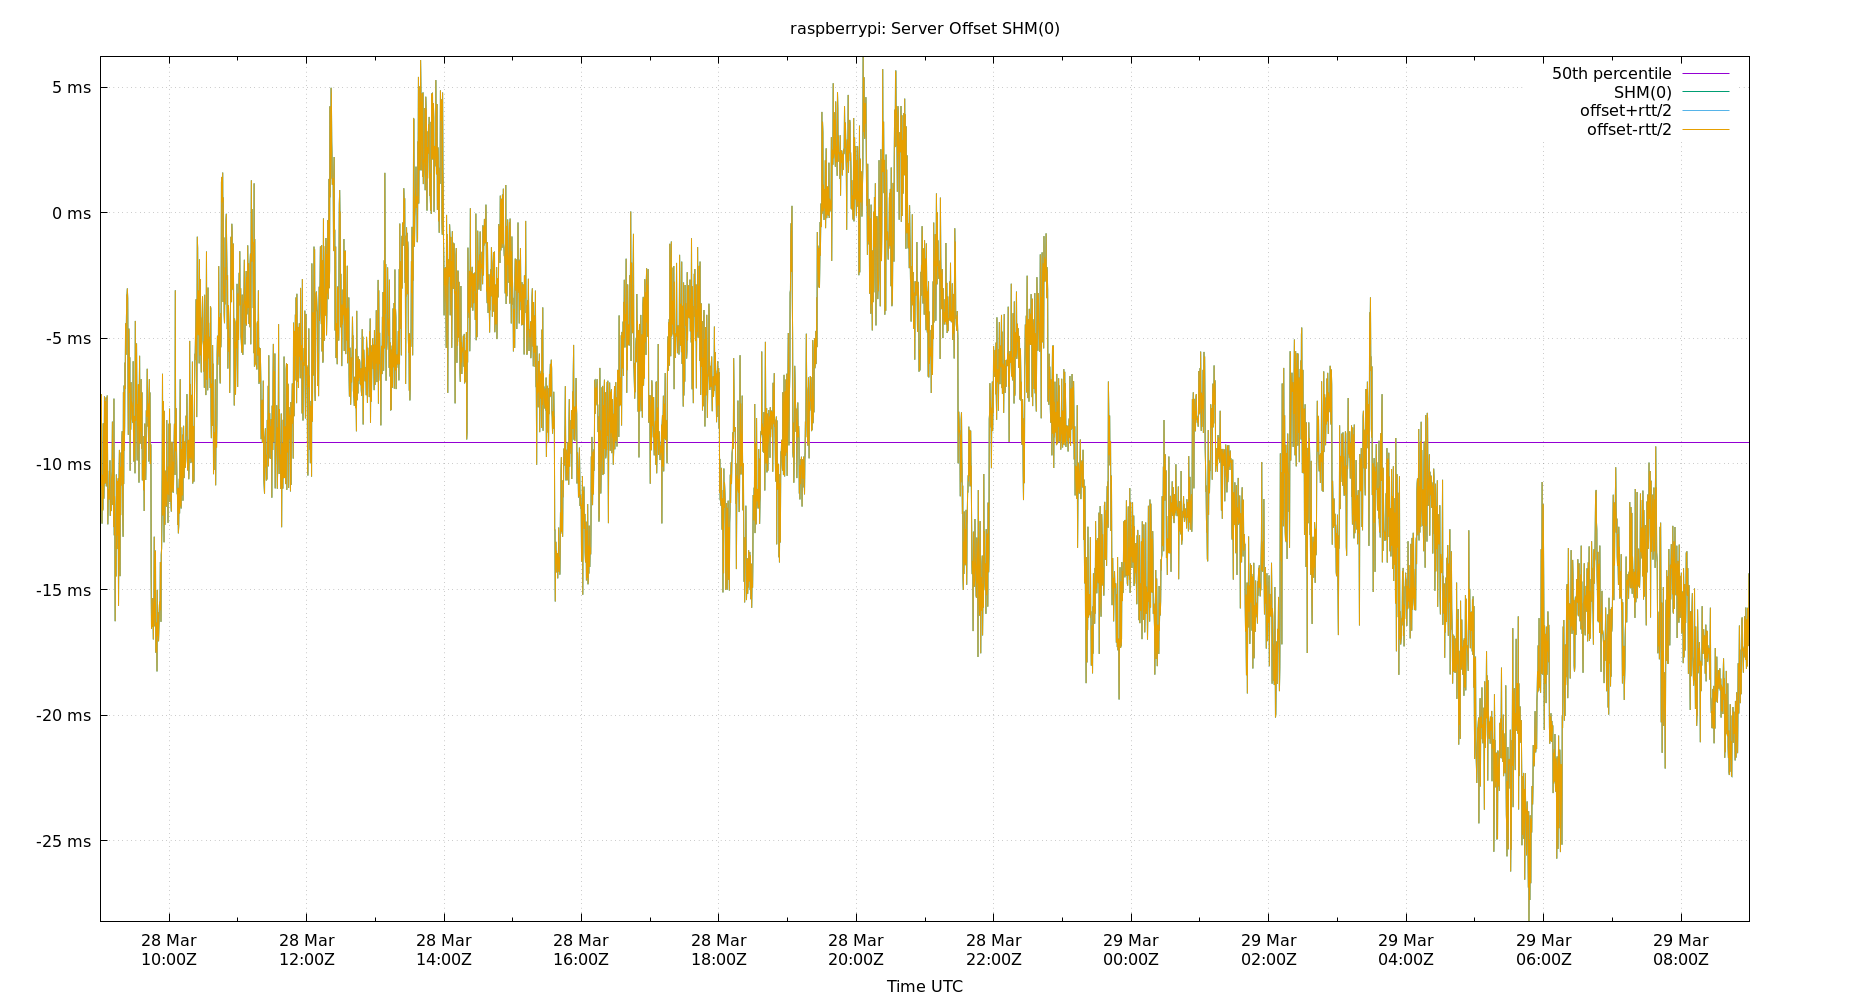 raspberrypi: Server Offset SHM(0)
50th percentile
SHM(0)
offset+rtt/2
offset-rtt/2
5 ms
0 ms
-5 ms
-10 ms
-15 ms
-20 ms
-25 ms
28 Mar 28 Mar 28 Mar 28 Mar 28 Mar 28 Mar 28 Mar 29 Mar 29 Mar 29 Mar 29 Mar 29 Mar
10:00Z 12:00Z 14:00Z 16:00Z 18:00Z 20:00Z 22:00Z 00:00Z 02:00Z 04:00Z 06:00Z 08:00Z
Time UTC